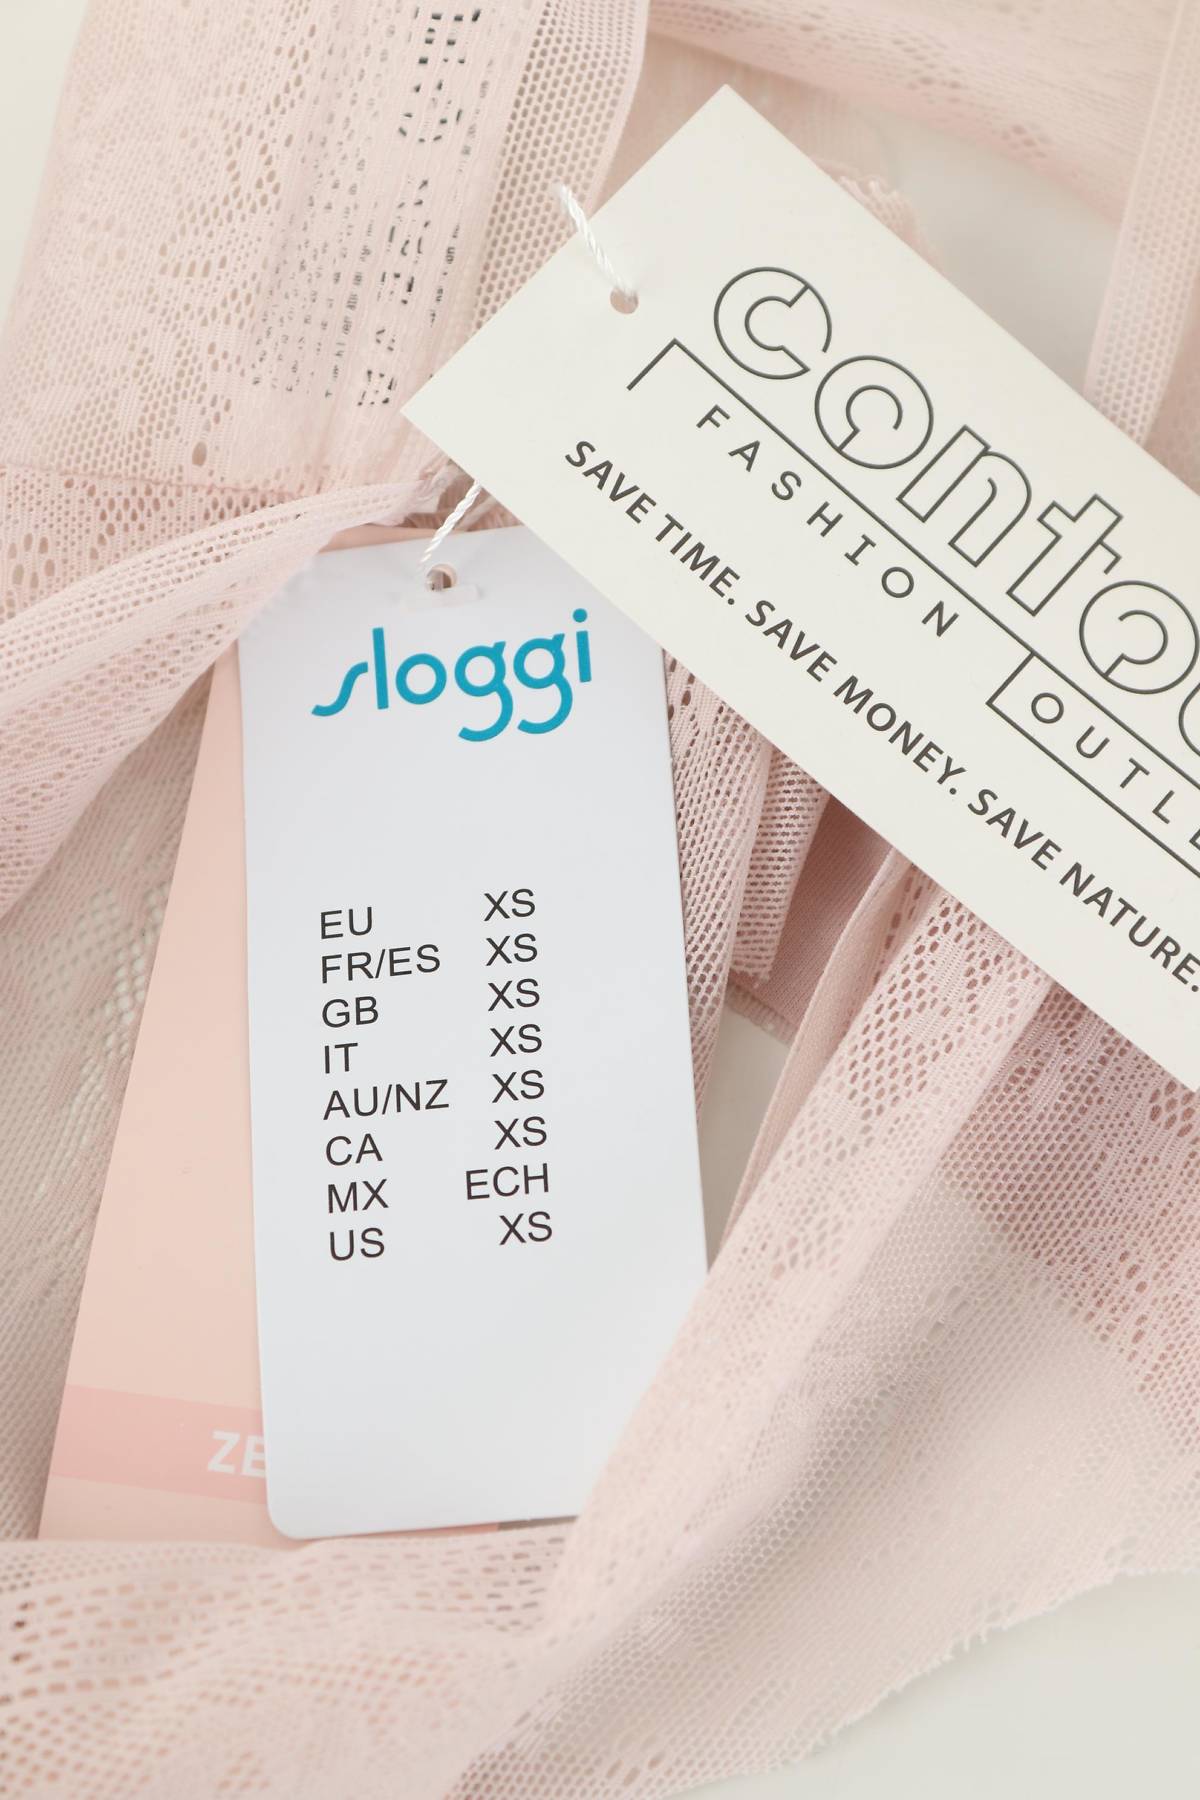 FASHION
SAVE TIME. SAVE MONEY. SAVE NATURE.
sloggi
EU XS
FR/ES XS
GB XS
IT XS
AU/NZ XS
CA XS
MX ECH
US XS